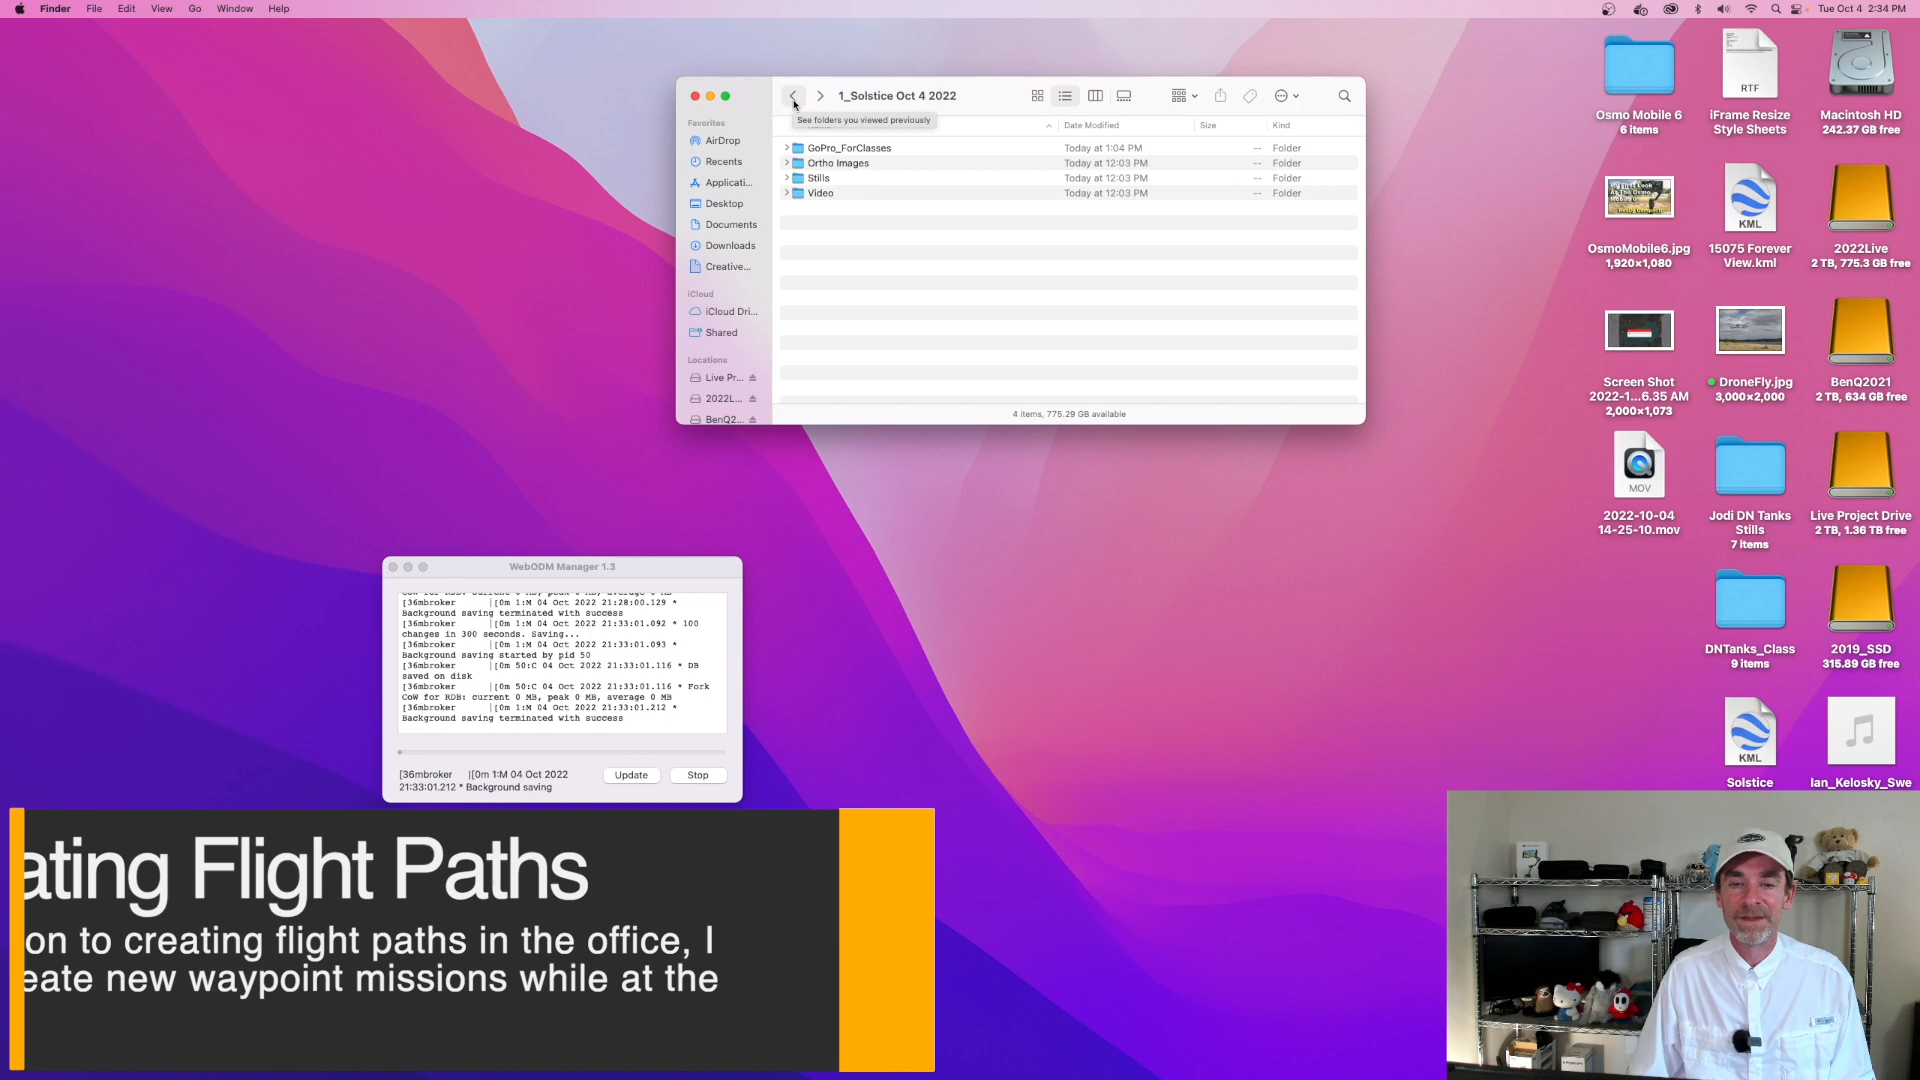 Finder File Edit View Go Window Help
Tue Oct 4 2:34 PM
1_Solstice Oct 4 2022
See folders you viewed previously
Date Modified Size Kind
GoPro_ForClasses Today at 1:04 PM -- Folder
Ortho Images Today at 12:03 PM -- Folder
Stills Today at 12:03 PM -- Folder
Video Today at 12:03 PM -- Folder
4 items, 775.29 GB available
Favorites
AirDrop
Recents
Applicati...
Desktop
Documents
Downloads
Creative...
iCloud
iCloud Dri...
Shared
Locations
Live Pr...
2022L...
BenQ2...
Osmo Mobile 6
6 items
RTF
iFrame Resize
Style Sheets
Macintosh HD
242.37 GB free
OsmoMobile6.jpg
1,920×1,080
KML
15075 Forever
View.kml
2022Live
2 TB, 775.3 GB free
Screen Shot
2022-1...6.35 AM
2,000×1,073
DroneFly.jpg
3,000×2,000
BenQ2021
2 TB, 634 GB free
MOV
2022-10-04
14-25-10.mov
Jodi DN Tanks
Stills
7 items
Live Project Drive
2 TB, 1.36 TB free
DNTanks_Class
9 items
2019_SSD
315.89 GB free
KML
Solstice
Ian_Kelosky_Swe
WebODM Manager 1.3
CoW for RDB: current 0 MB, peak 0 MB, average 0 MB
[36mbroker |[0m 1:M 04 Oct 2022 21:28:00.129 *
Background saving terminated with success
[36mbroker |[0m 1:M 04 Oct 2022 21:33:01.092 * 100
changes in 300 seconds. Saving...
[36mbroker |[0m 1:M 04 Oct 2022 21:33:01.093 *
Background saving started by pid 50
[36mbroker |[0m 50:C 04 Oct 2022 21:33:01.116 * DB
saved on disk
[36mbroker |[0m 50:C 04 Oct 2022 21:33:01.116 * Fork
CoW for RDB: current 0 MB, peak 0 MB, average 0 MB
[36mbroker |[0m 1:M 04 Oct 2022 21:33:01.212 *
Background saving terminated with success
[36mbroker |[0m 1:M 04 Oct 2022
21:33:01.212 * Background saving
Update Stop
ating Flight Paths
on to creating flight paths in the office, I
eate new waypoint missions while at the